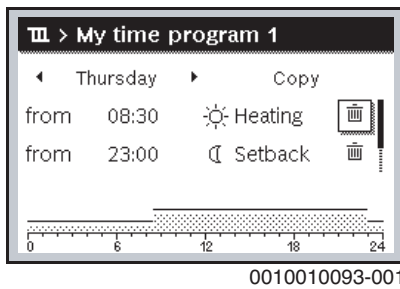 > My time program 1
Thursday Copy
from 08:30 Heating
from 23:00 Setback
0 6 12 18 24
0010010093-001